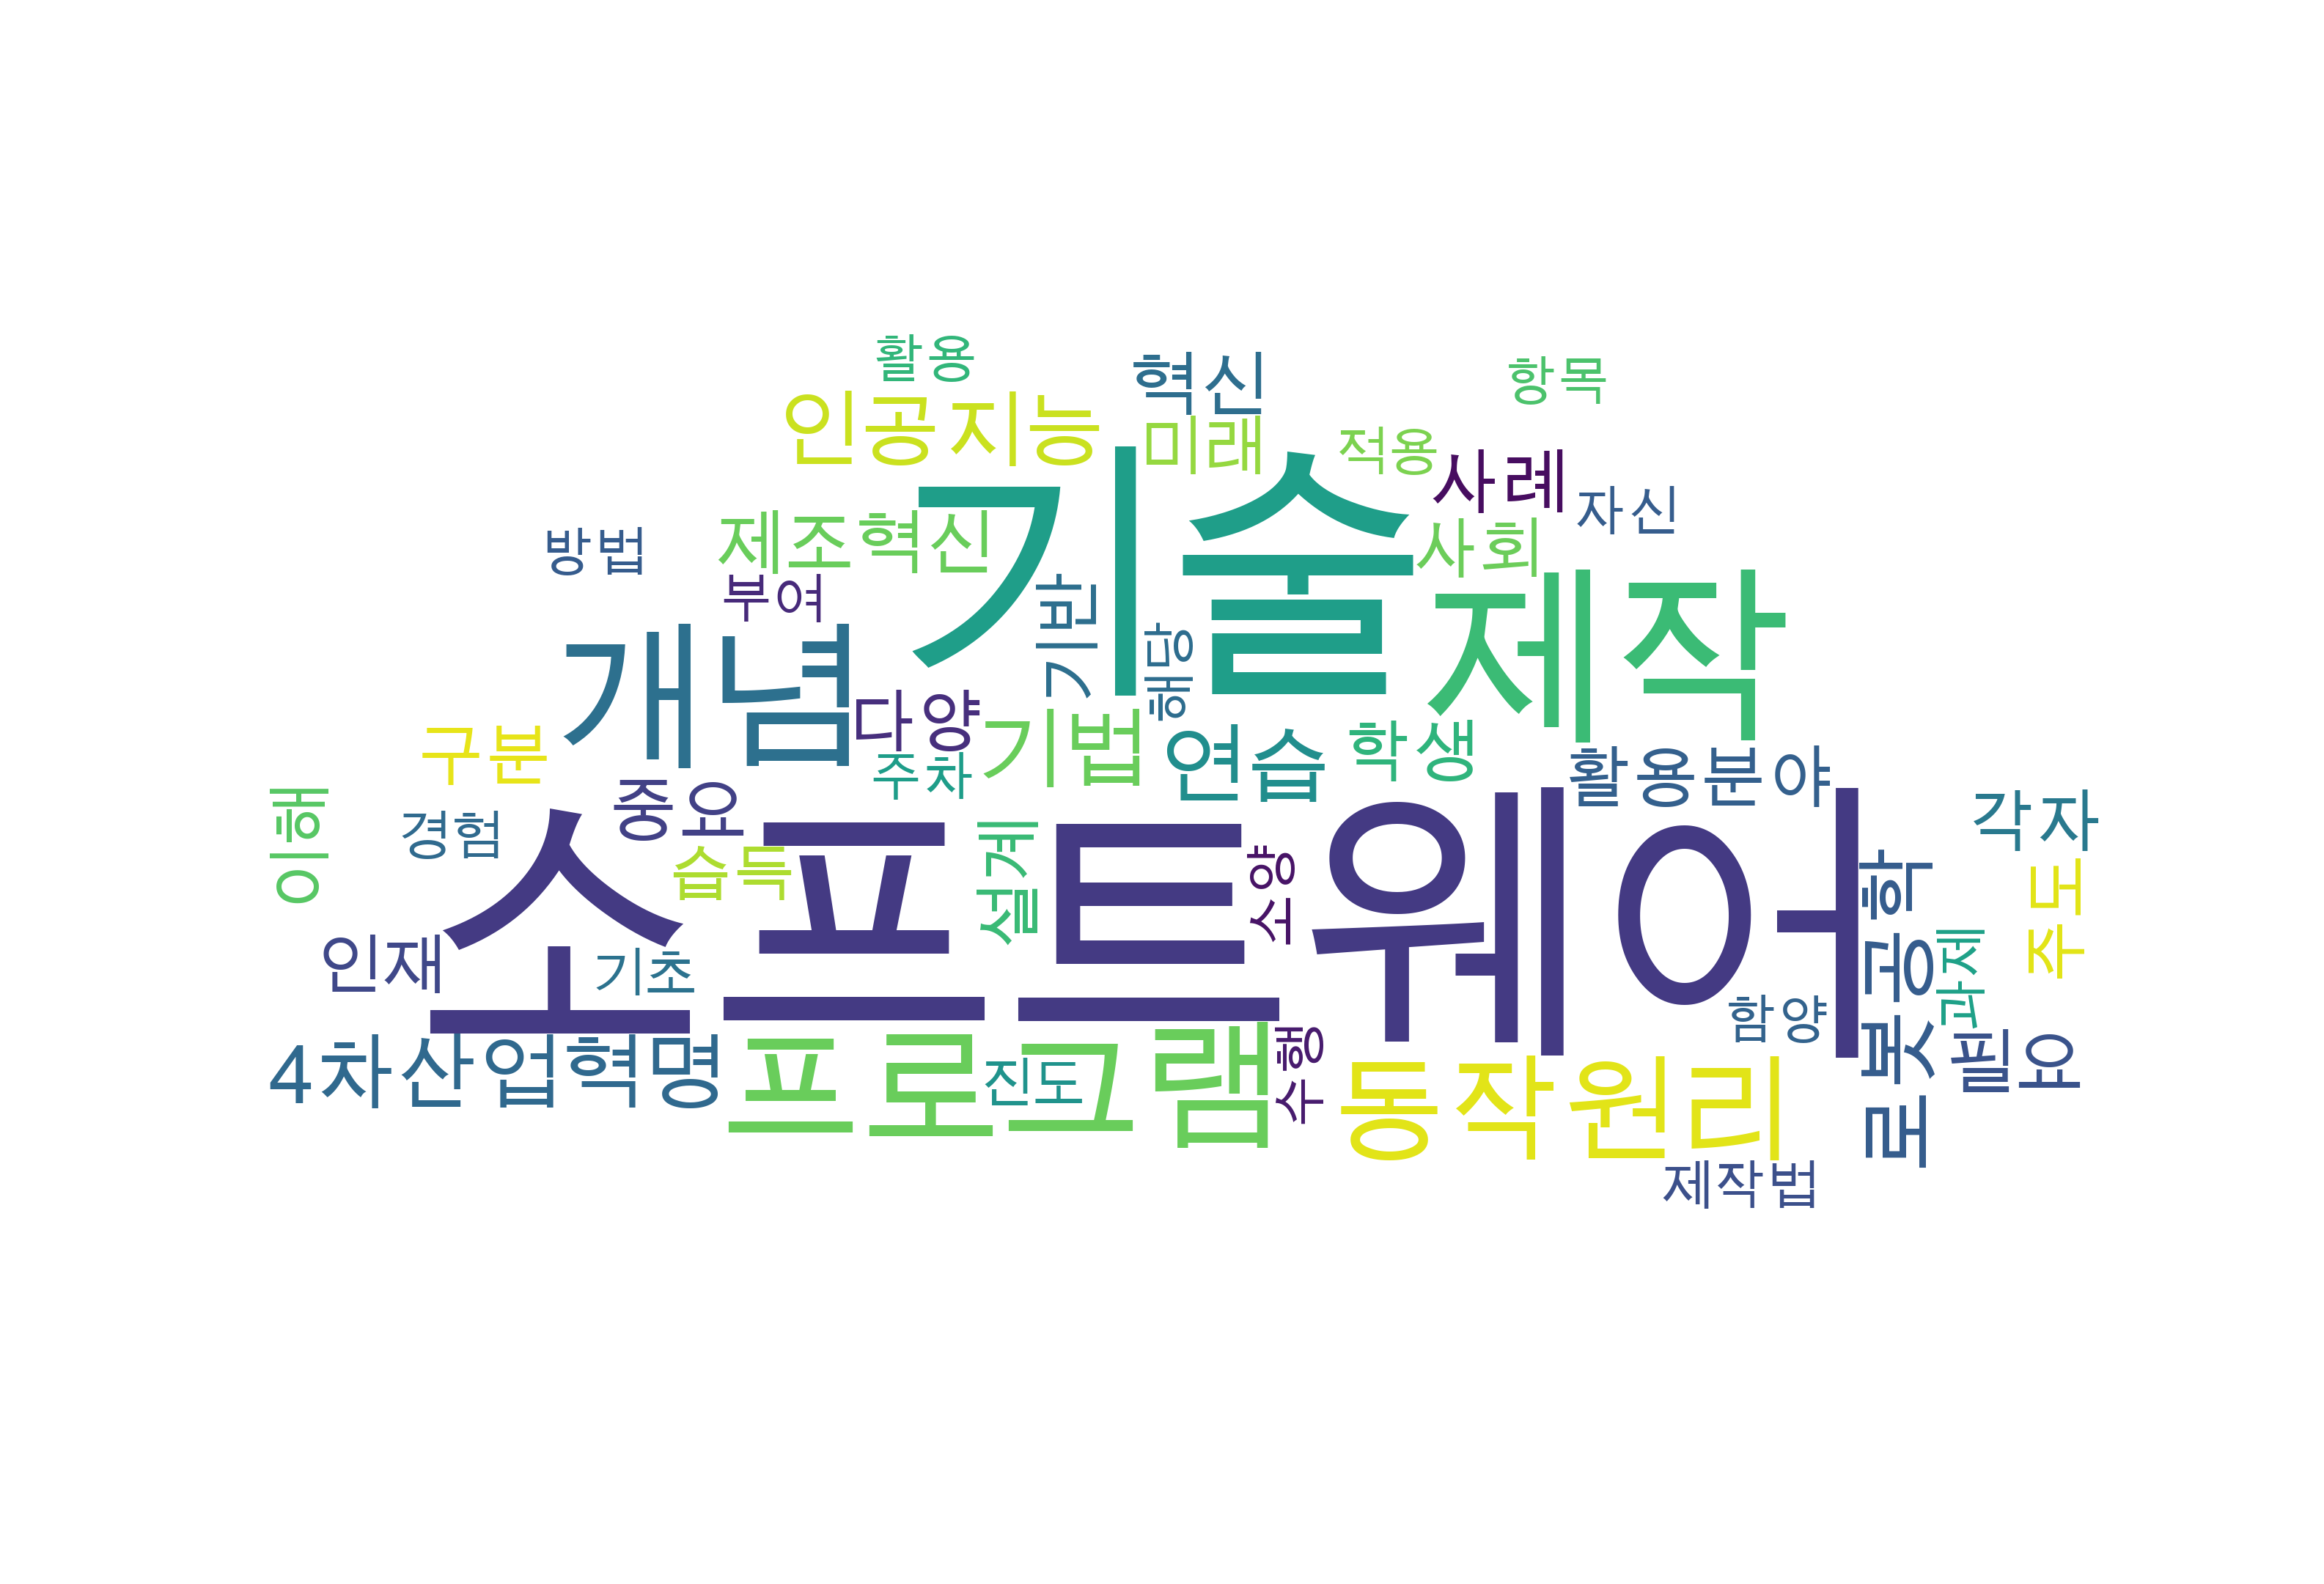 활용
혁신
항목
인공지능
미래
적용
사례
자신
기술
제조혁신
사회
방법
부여
기반
제작
개념
해당
다양
기법
구분
주차
연습
학생
활용분야
이해
경험
중요
각자
소프트웨어
습득
설계
소양
로봇공학
주도
인재
기초
과제
함양
4차산업혁명
프로그램
진도
수행
동작원리
필요
제작법